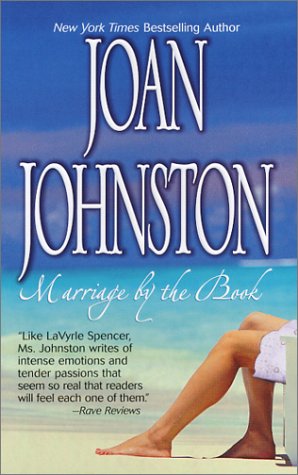 New York Times Bestselling Author
JOAN
JOHNSTON
Marriage by the Book
"Like LaVyrle Spencer,
Ms. Johnston writes of
intense emotions and
tender passions that
seem so real that readers
will feel each one of them."
—Rave Reviews